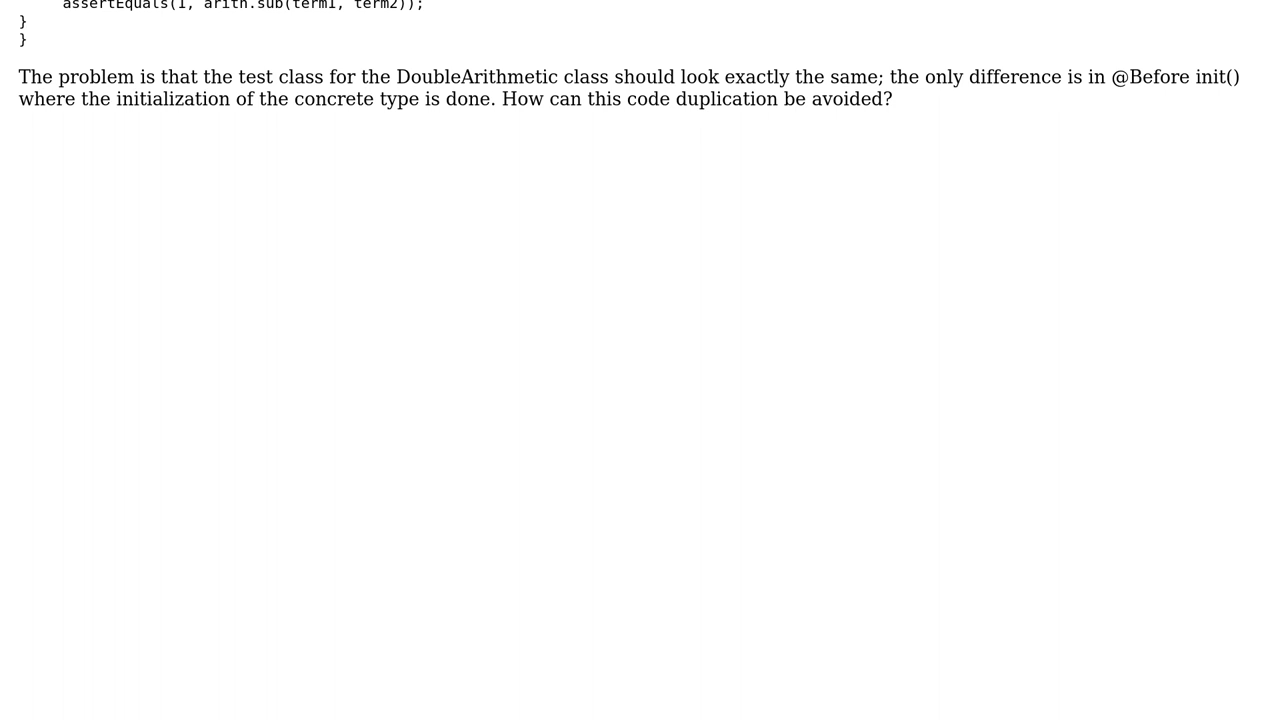 assertEquals(1, arith.sub(term1, term2));
}
}
The problem is that the test class for the DoubleArithmetic class should look exactly the same; the only difference is in @Before init()
where the initialization of the concrete type is done. How can this code duplication be avoided?